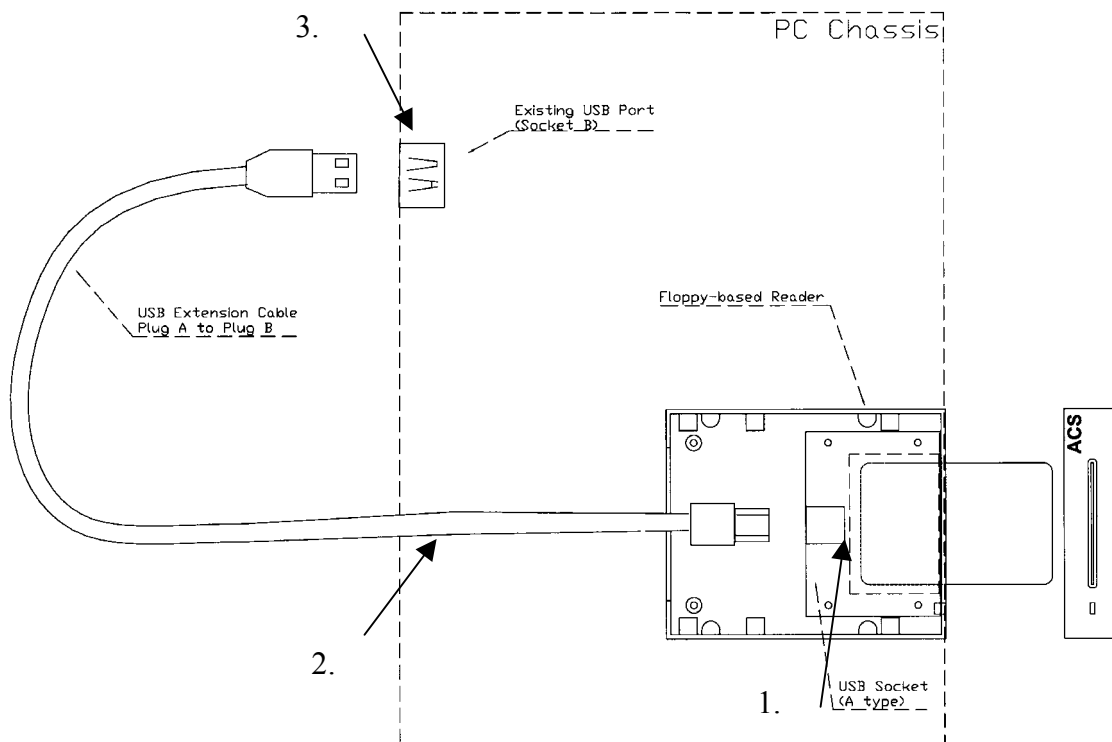 3.
PC Chassis
Existing USB Port
(Socket B)
USB Extension Cable
Plug A to Plug B
Floppy-based Reader
ACS
2.
1.
USB Socket
(A type)